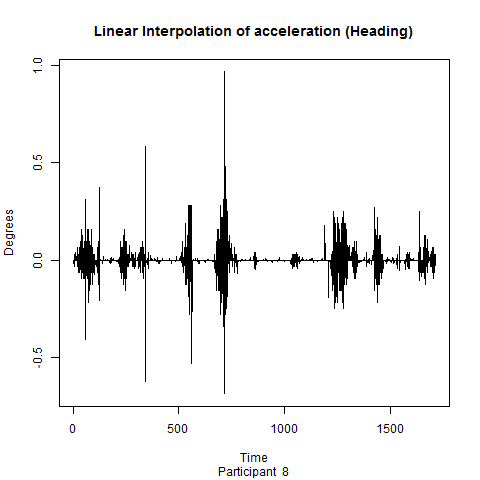 Linear Interpolation of acceleration (Heading)
Degrees
1.0
0.5
0.0
-0.5
0 500 1000 1500
Time
Participant 8